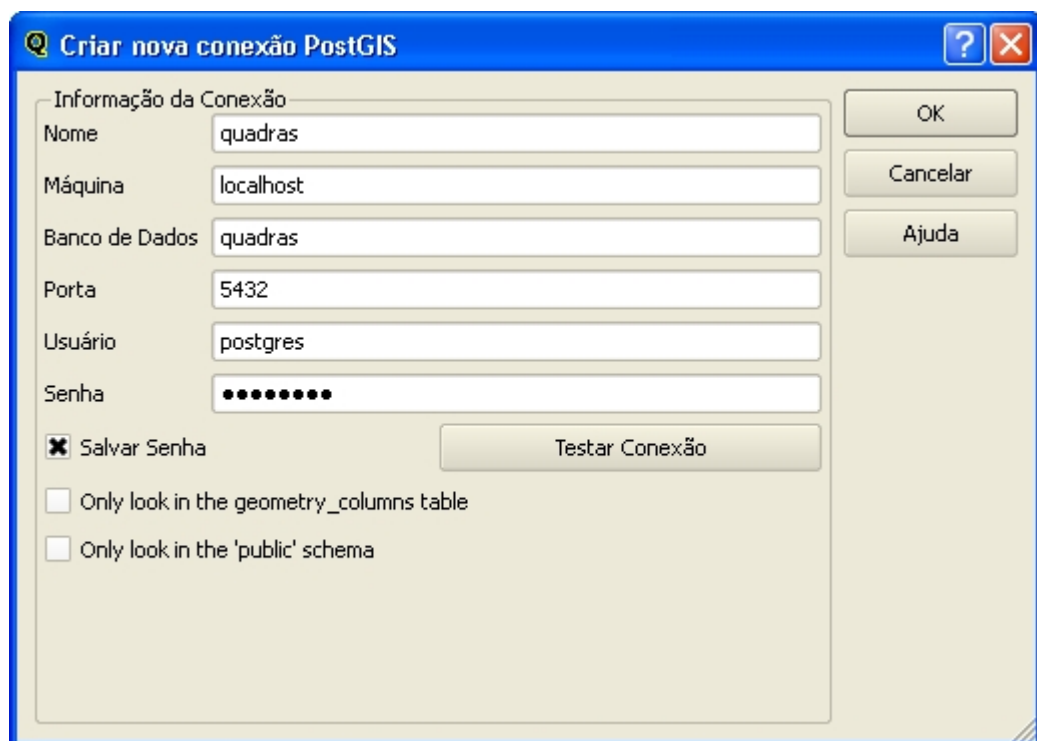 Criar nova conexão PostGIS
Informação da Conexão
Nome quadras
Máquina localhost
Banco de Dados quadras
Porta 5432
Usuário postgres
Senha ••••••••
Salvar Senha Testar Conexão
Only look in the geometry_columns table
Only look in the 'public' schema
OK
Cancelar
Ajuda